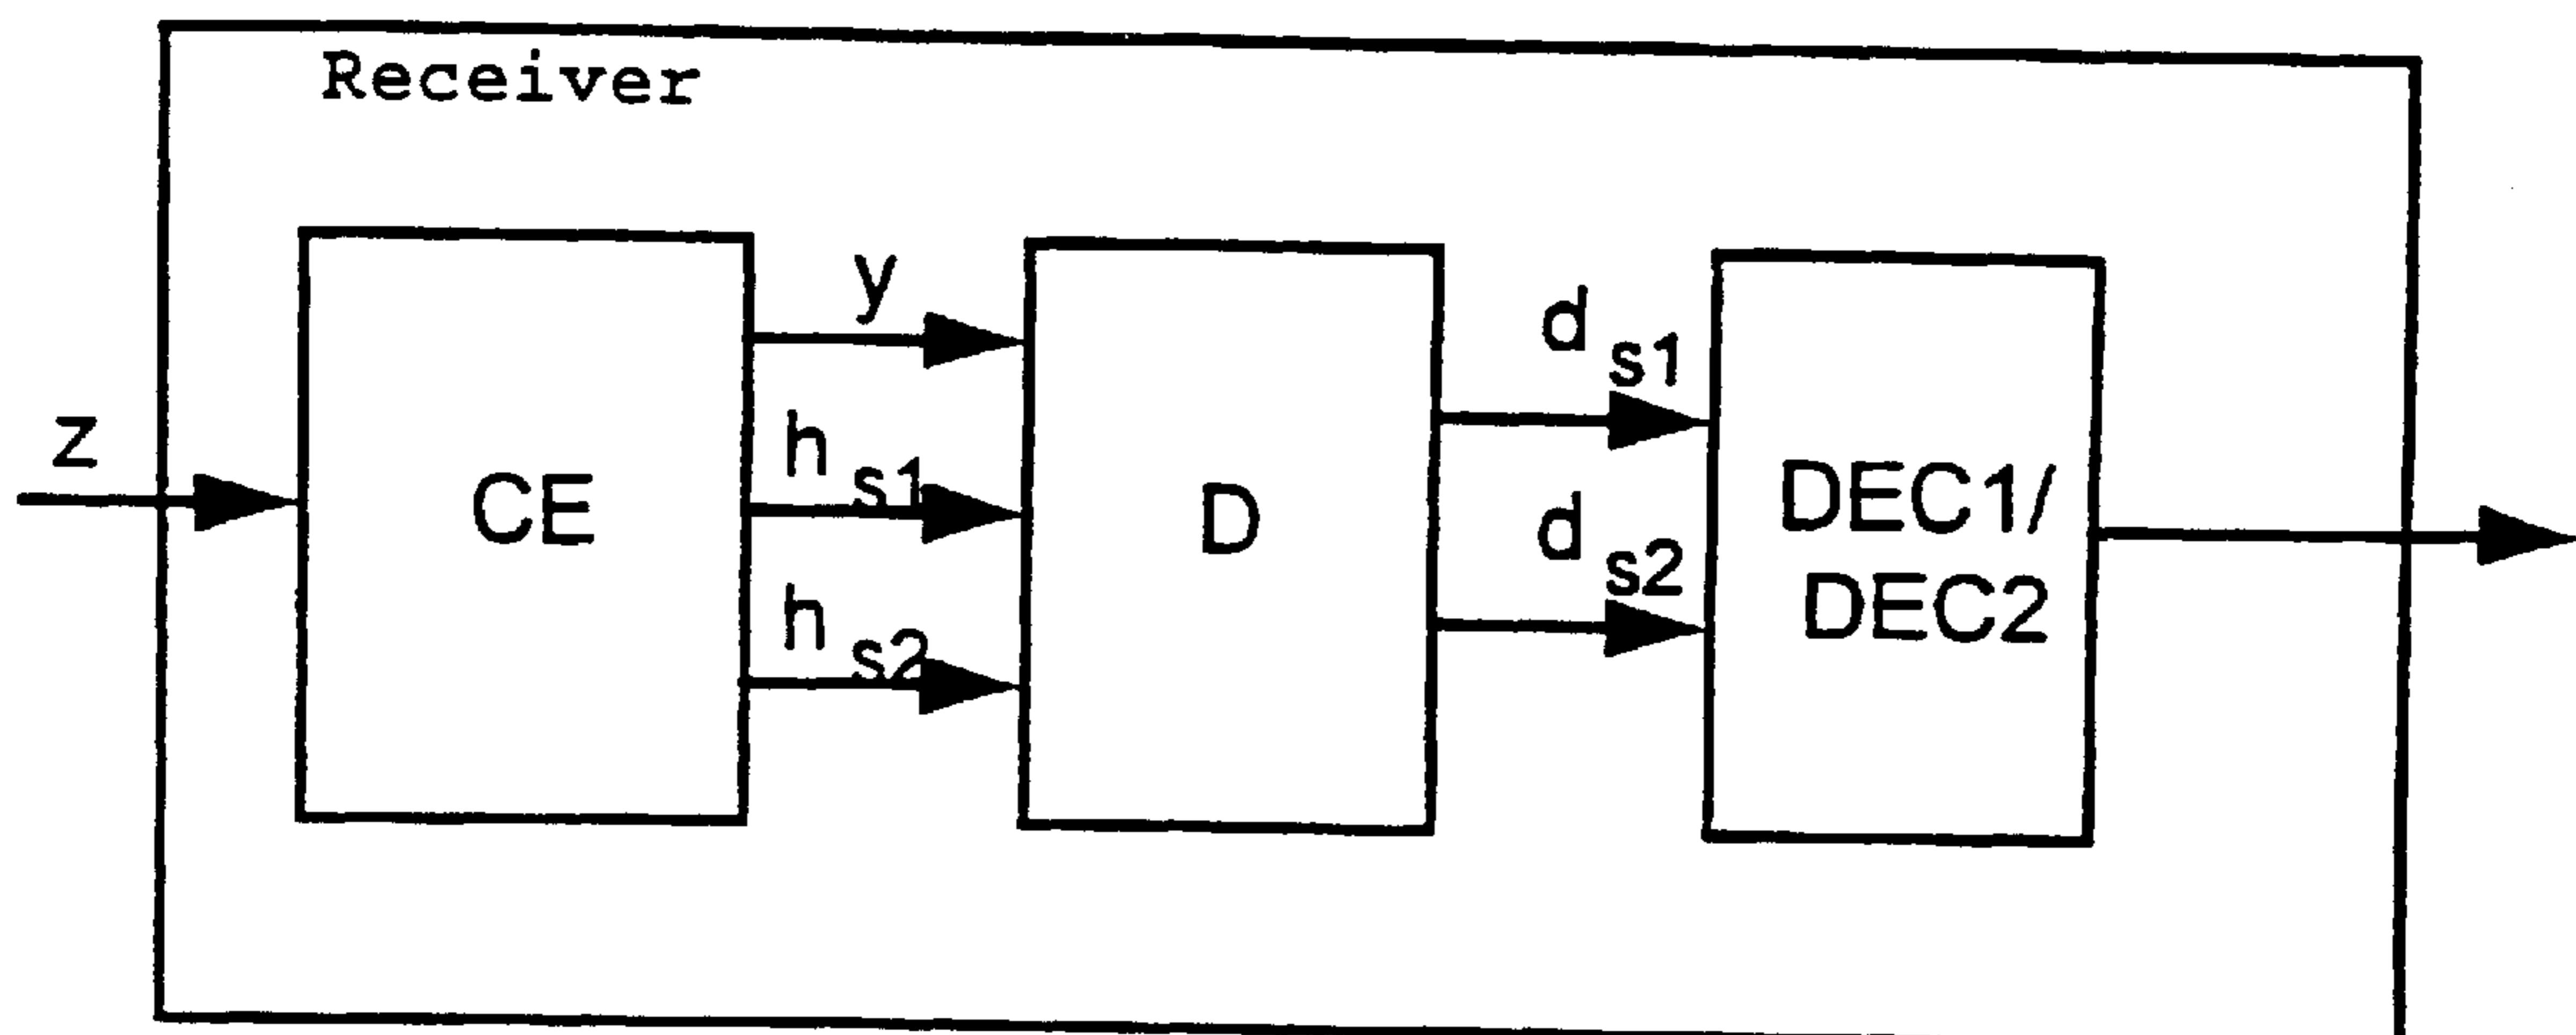 Receiver
z
CE
y
h s1
h s2
D
d s1
d s2
DEC1/
DEC2